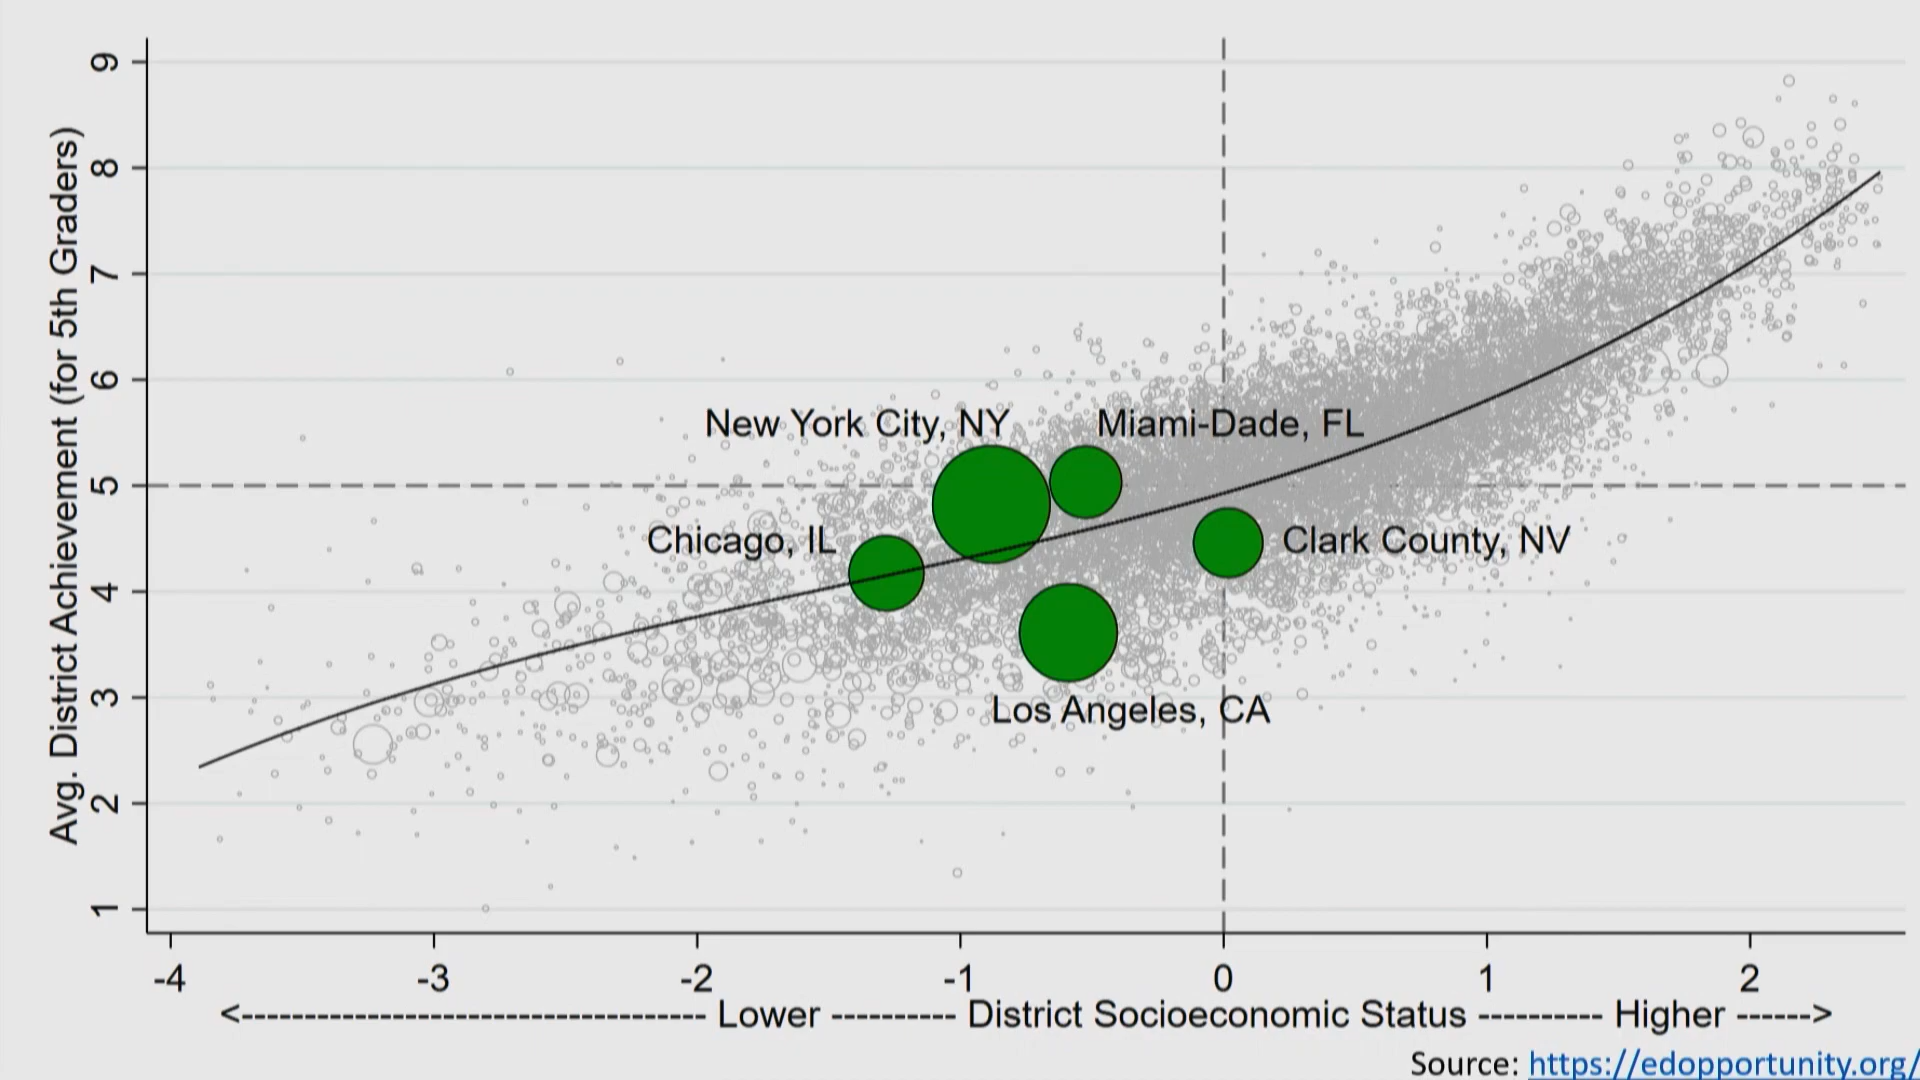 Avg. District Achievement (for 5th Graders)
9
8
7
6
5
4
3
2
1
New York City, NY
Miami-Dade, FL
Chicago, IL
Clark County, NV
Los Angeles, CA
-4 -3 -2 -1 0 1 2
<------------------------------ Lower ---------- District Socioeconomic Status ---------- Higher ------>
Source: https://edopportunity.org/